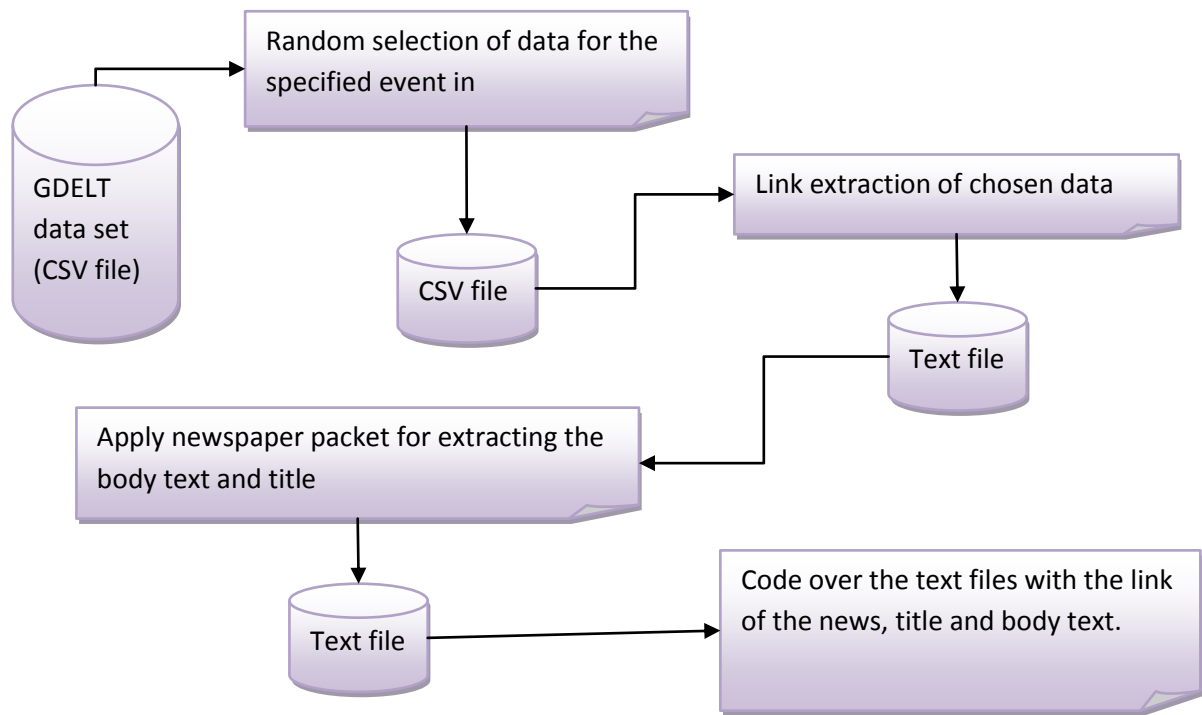 Random selection of data for the
specified event in
GDELT
data set
(CSV file)
CSV file
Link extraction of chosen data
Text file
Apply newspaper packet for extracting the
body text and title
Text file
Code over the text files with the link
of the news, title and body text.